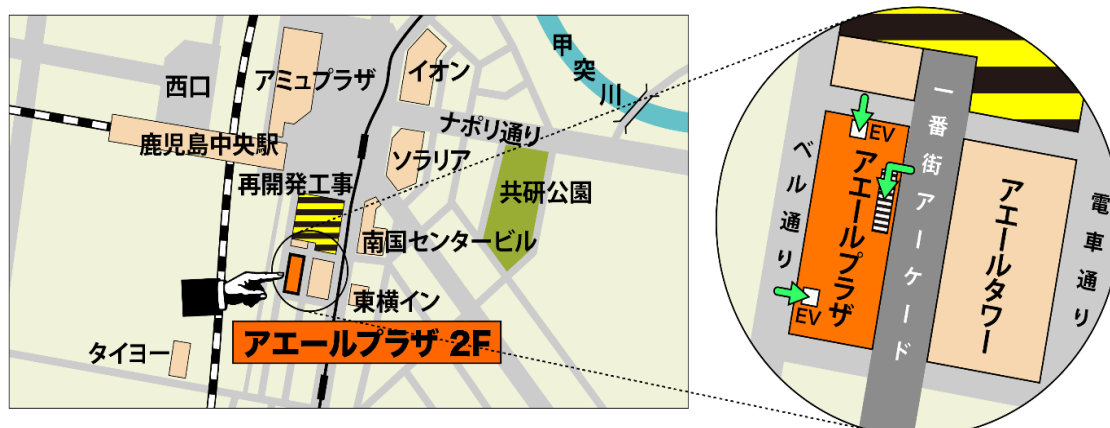 西口
アミュプラザ
イオン
甲突川
ナポリ通り
鹿児島中央駅
ソラリア
再開発工事
共研公園
南国センタービル
東横イン
タイヨー
アエールプラザ 2F
一番街アーケード
EV
ベル通り
アエールプラザ
EV
アエールタワー
電車通り